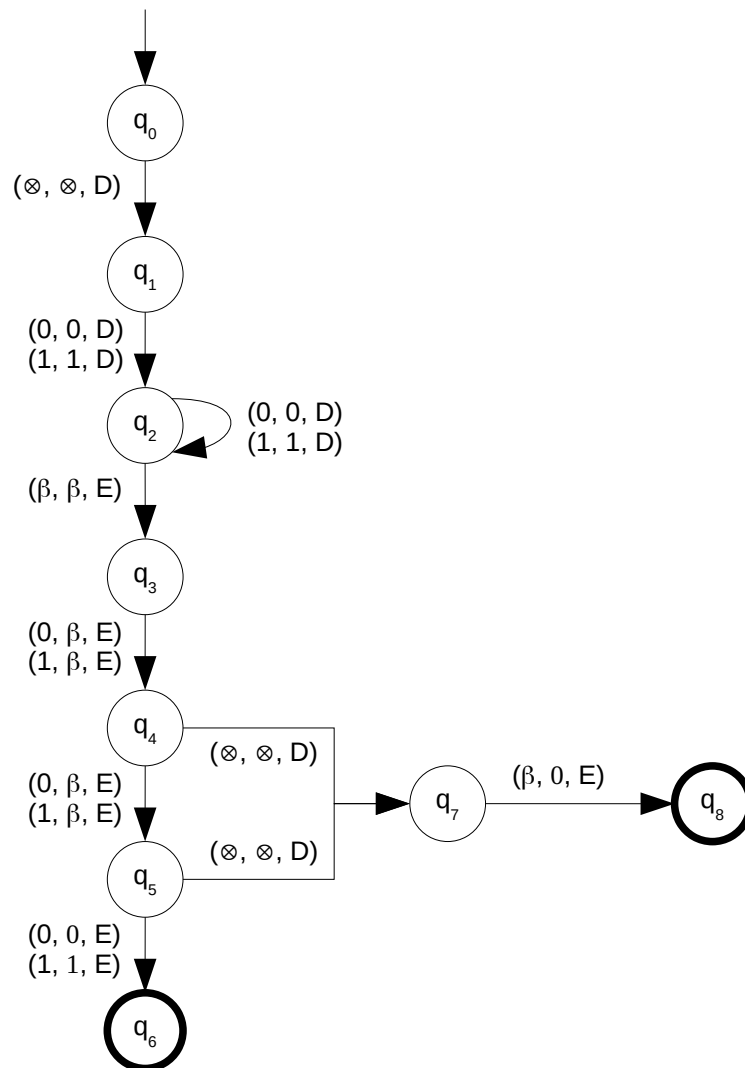 q₀
(⊗, ⊗, D)
q₁
(0, 0, D)
(1, 1, D)
q₂
(0, 0, D)
(1, 1, D)
(β, β, E)
q₃
(0, β, E)
(1, β, E)
q₄
(⊗, ⊗, D)
(0, β, E)
(1, β, E)
q₇
(β, 0, E)
q₈
q₅
(⊗, ⊗, D)
(0, 0, E)
(1, 1, E)
q₆